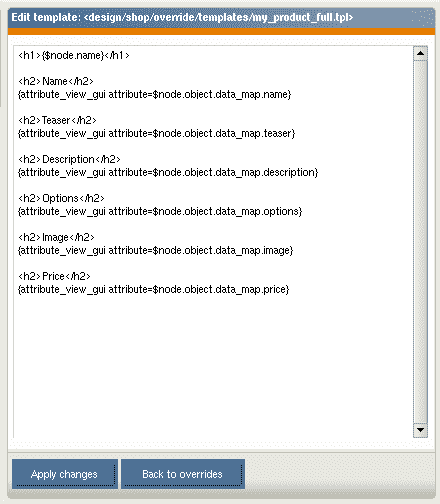 Edit template: <design/shop/override/templates/my_product_full.tpl>
<h1>{$node.name}</h1>
<h2>Name</h2>
{attribute_view_gui attribute=$node.object.data_map.name}
<h2>Teaser</h2>
{attribute_view_gui attribute=$node.object.data_map.teaser}
<h2>Description</h2>
{attribute_view_gui attribute=$node.object.data_map.description}
<h2>Options</h2>
{attribute_view_gui attribute=$node.object.data_map.options}
<h2>Image</h2>
{attribute_view_gui attribute=$node.object.data_map.image}
<h2>Price</h2>
{attribute_view_gui attribute=$node.object.data_map.price}
Apply changes
Back to overrides